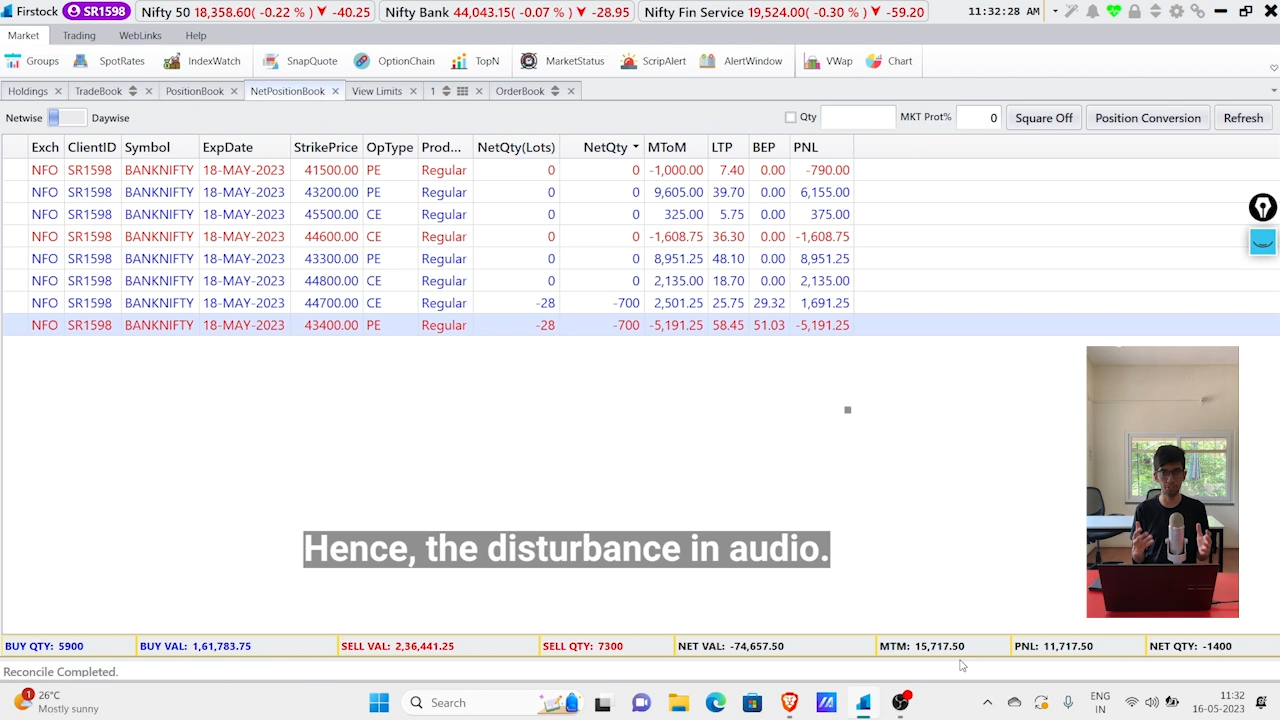 Firstock SR1598 Nifty 50 18,358.60( -0.22 % ) -40.25 Nifty Bank 44,043.15(-0.07 % ) -28.95 Nifty Fin Service 19,524.00 (-0.30 % ) -59.20 11:32:28 AM
Market Trading WebLinks Help
Groups SpotRates IndexWatch SnapQuote OptionChain TopN MarketStatus ScripAlert AlertWindow VWap Chart
Holdings TradeBook PositionBook NetPositionBook View Limits 1 OrderBook
Netwise Daywise Qty MKT Prot% 0 Square Off Position Conversion Refresh
Exch ClientID Symbol ExpDate StrikePrice OpType Prod... NetQty(Lots) NetQty MToM LTP BEP PNL
NFO SR1598 BANKNIFTY 18-MAY-2023 41500.00 PE Regular 0 0 -1,000.00 7.40 0.00 -790.00
NFO SR1598 BANKNIFTY 18-MAY-2023 43200.00 PE Regular 0 0 9,605.00 39.70 0.00 6,155.00
NFO SR1598 BANKNIFTY 18-MAY-2023 45500.00 CE Regular 0 0 325.00 5.75 0.00 375.00
NFO SR1598 BANKNIFTY 18-MAY-2023 44600.00 CE Regular 0 0 -1,608.75 36.30 0.00 -1,608.75
NFO SR1598 BANKNIFTY 18-MAY-2023 43300.00 PE Regular 0 0 8,951.25 48.10 0.00 8,951.25
NFO SR1598 BANKNIFTY 18-MAY-2023 44800.00 CE Regular 0 0 2,135.00 18.70 0.00 2,135.00
NFO SR1598 BANKNIFTY 18-MAY-2023 44700.00 CE Regular -28 -700 2,501.25 25.75 29.32 1,691.25
NFO SR1598 BANKNIFTY 18-MAY-2023 43400.00 PE Regular -28 -700 -5,191.25 58.45 51.03 -5,191.25
Hence, the disturbance in audio.
BUY QTY: 5900 BUY VAL: 1,61,783.75 SELL VAL: 2,36,441.25 SELL QTY: 7300 NET VAL: -74,657.50 MTM: 15,717.50 PNL: 11,717.50 NET QTY: -1400
Reconcile Completed.
1 26°C Search ENG 11:32
Mostly sunny IN 16-05-2023